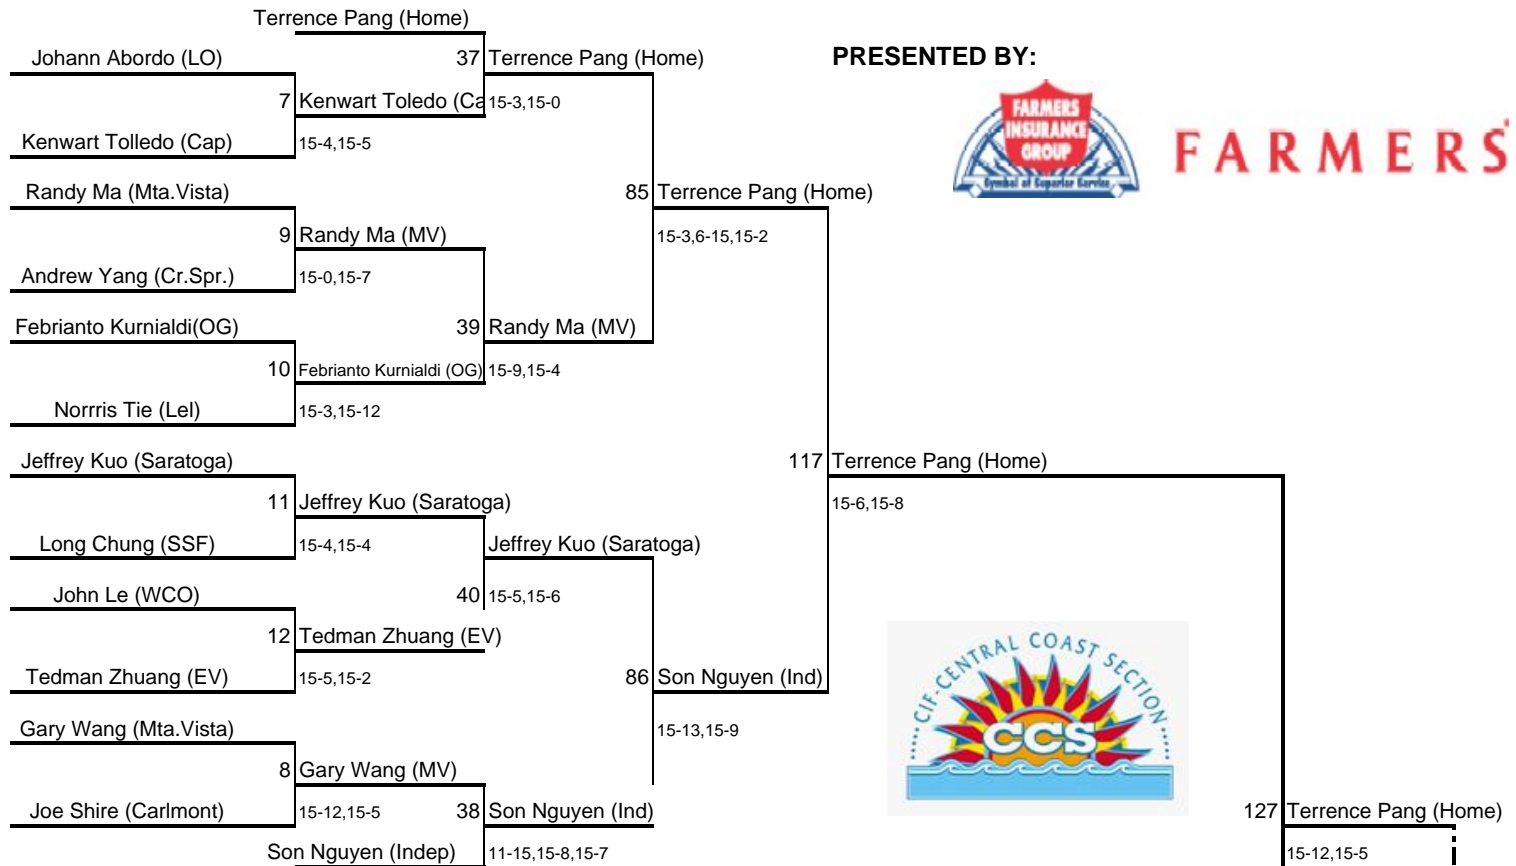 Terrence Pang (Home)
Johann Abordo (LO)
37 Terrence Pang (Home)
PRESENTED BY:
7 Kenwart Toledo (Ca 15-3,15-0
FARMERS
INSURANCE
GROUP
Symbol of Superior Service
FARMERS
Kenwart Tolledo (Cap)
15-4,15-5
Randy Ma (Mta.Vista)
85 Terrence Pang (Home)
9 Randy Ma (MV)
15-3,6-15,15-2
Andrew Yang (Cr.Spr.)
15-0,15-7
Febrianto Kurnialdi(OG)
39 Randy Ma (MV)
10 Febrianto Kurnialdi (OG) 15-9,15-4
Norrris Tie (Lel)
15-3,15-12
Jeffrey Kuo (Saratoga)
117 Terrence Pang (Home)
11 Jeffrey Kuo (Saratoga)
15-6,15-8
Long Chung (SSF)
15-4,15-4
Jeffrey Kuo (Saratoga)
John Le (WCO)
40 15-5,15-6
12 Tedman Zhuang (EV)
CIF-CENTRAL COAST SECTION
CCS
Tedman Zhuang (EV)
15-5,15-2
86 Son Nguyen (Ind)
Gary Wang (Mta.Vista)
15-13,15-9
8 Gary Wang (MV)
Joe Shire (Carlmont)
15-12,15-5
38 Son Nguyen (Ind)
127 Terrence Pang (Home)
Son Nguyen (Indep)
11-15,15-8,15-7
15-12,15-5